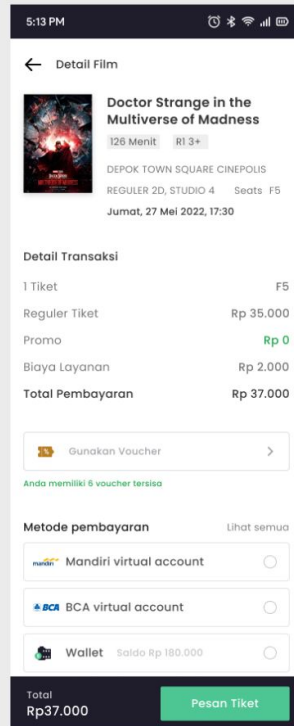 5:13 PM
Detail Film
Doctor Strange in the
Multiverse of Madness
126 Menit R1 3+
DEPOK TOWN SQUARE CINEPOLIS
REGULER 2D, STUDIO 4 Seats F5
Jumat, 27 Mei 2022, 17:30
Detail Transaksi
1 Tiket F5
Reguler Tiket Rp 35.000
Promo Rp 0
Biaya Layanan Rp 2.000
Total Pembayaran Rp 37.000
Gunakan Voucher
Anda memiliki 6 voucher tersisa
Metode pembayaran Lihat semua
mandiri Mandiri virtual account
BCA BCA virtual account
Wallet Saldo Rp 180.000
Total
Rp37.000
Pesan Tiket